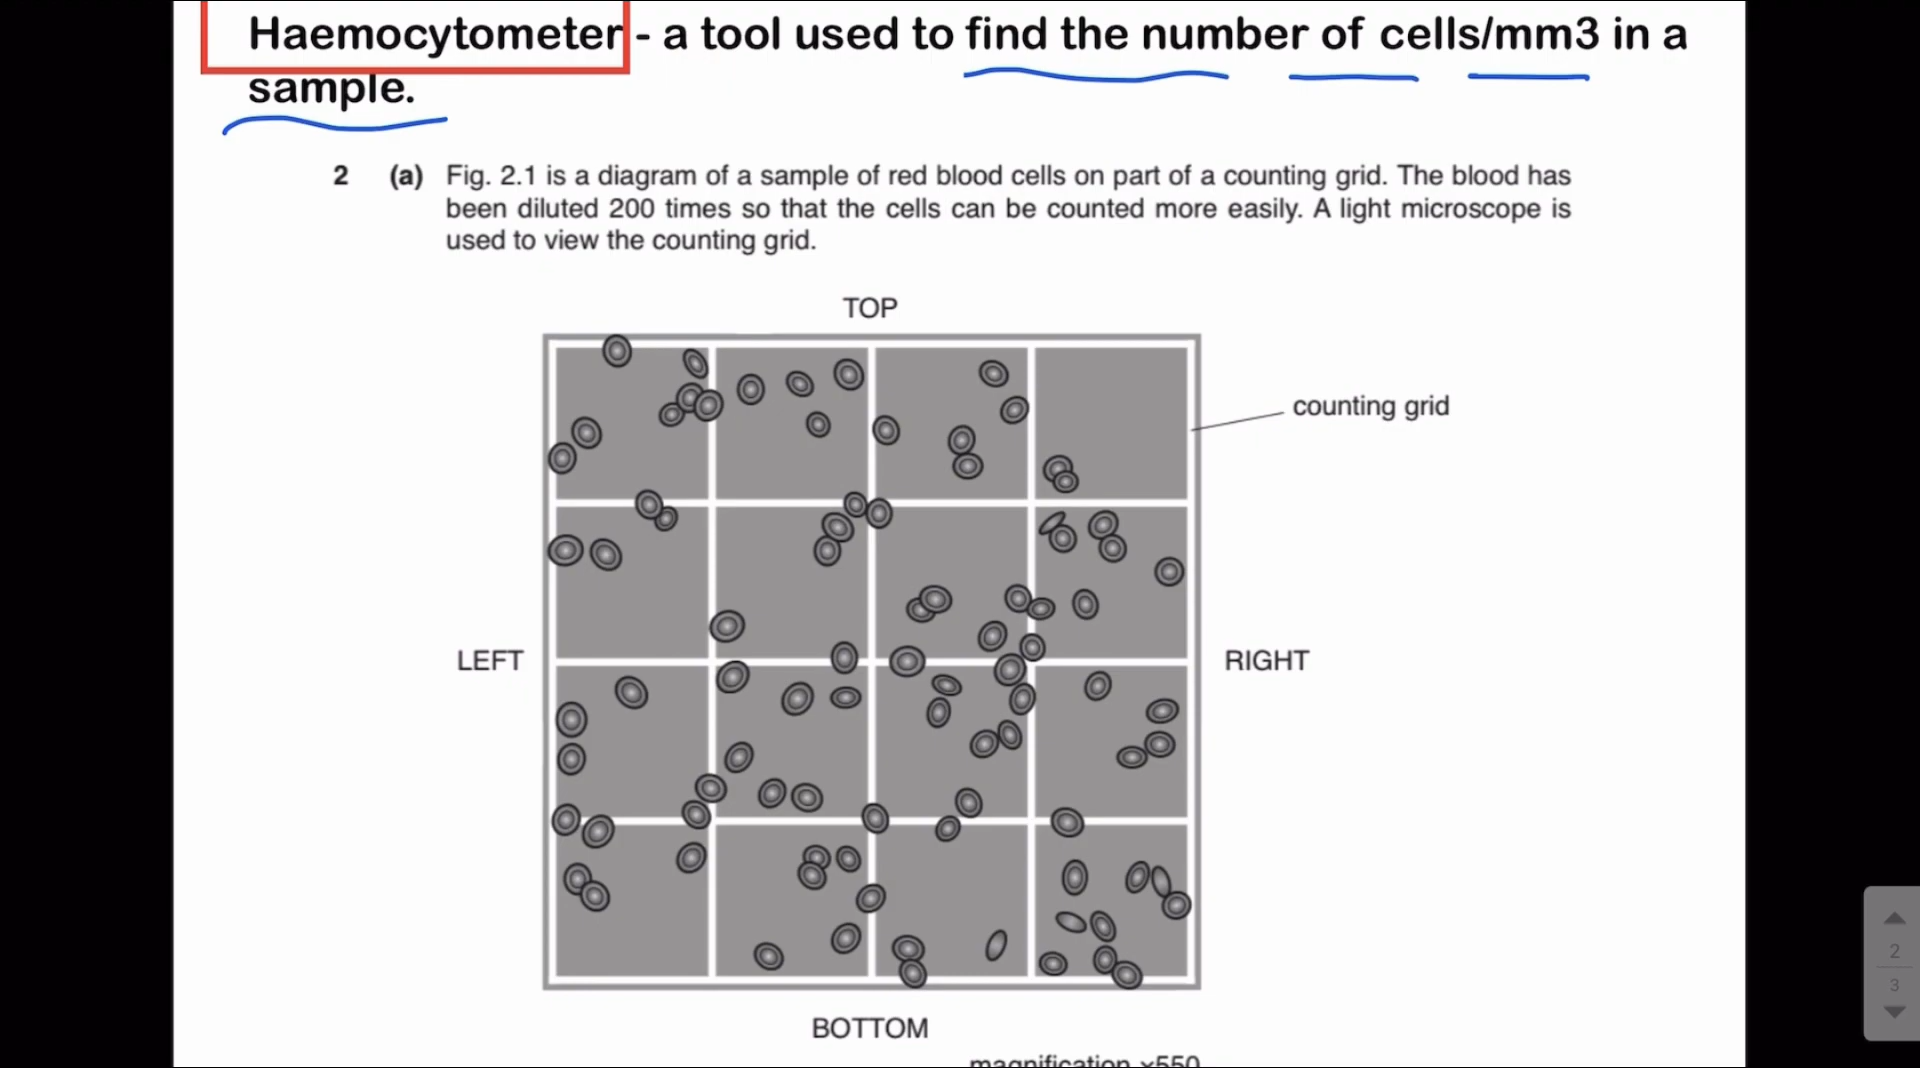 Haemocytometer - a tool used to find the number of cells/mm3 in a
sample.
2 (a) Fig. 2.1 is a diagram of a sample of red blood cells on part of a counting grid. The blood has
been diluted 200 times so that the cells can be counted more easily. A light microscope is
used to view the counting grid.
TOP
counting grid
LEFT
RIGHT
BOTTOM
magnification ×550
2
3